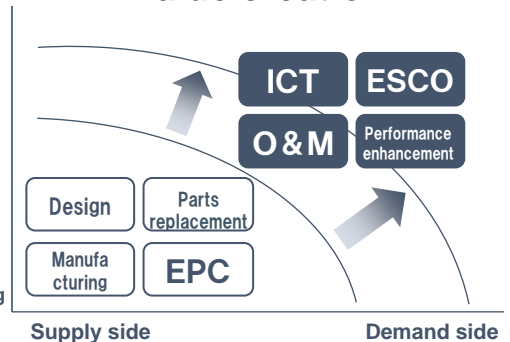 ICT
ESCO
O&M
Performance
enhancement
Design
Parts
replacement
Manufa
cturing
EPC
Supply side
Demand side